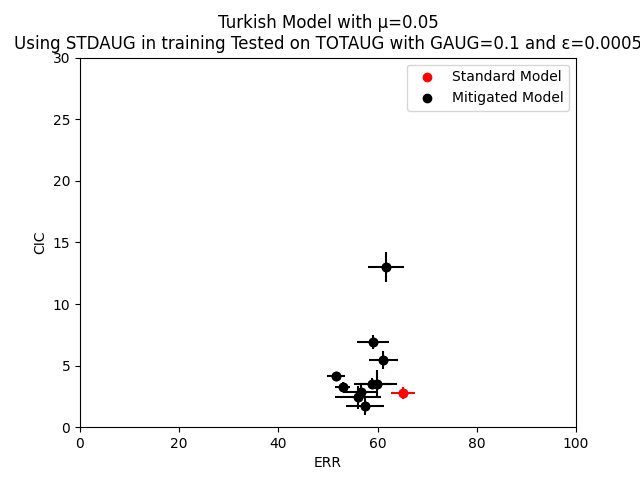 Turkish Model with μ=0.05
Using STDAUG in training Tested on TOTAUG with GAUG=0.1 and ε=0.0005
Standard Model
Mitigated Model
30
25
20
15
10
5
0
CIC
0 20 40 60 80 100
ERR